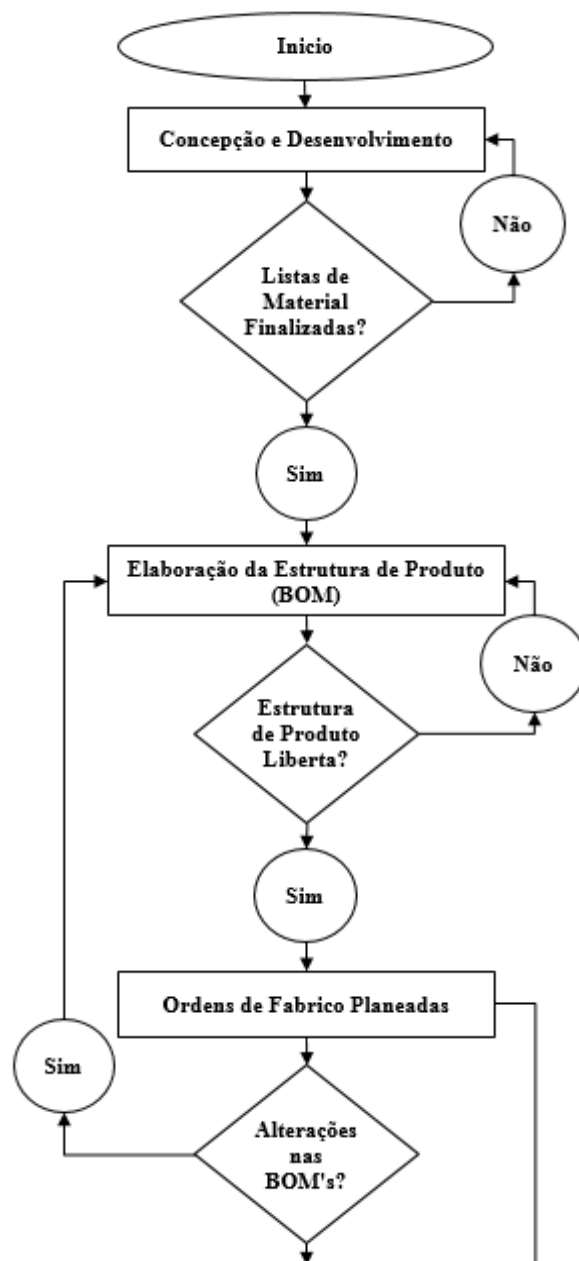 Inicio
Concepção e Desenvolvimento
Não
Listas de
Material
Finalizadas?
Sim
Elaboração da Estrutura de Produto
(BOM)
Não
Estrutura
de Produto
Liberta?
Sim
Ordens de Fabrico Planeadas
Sim
Alterações
nas
BOM's?